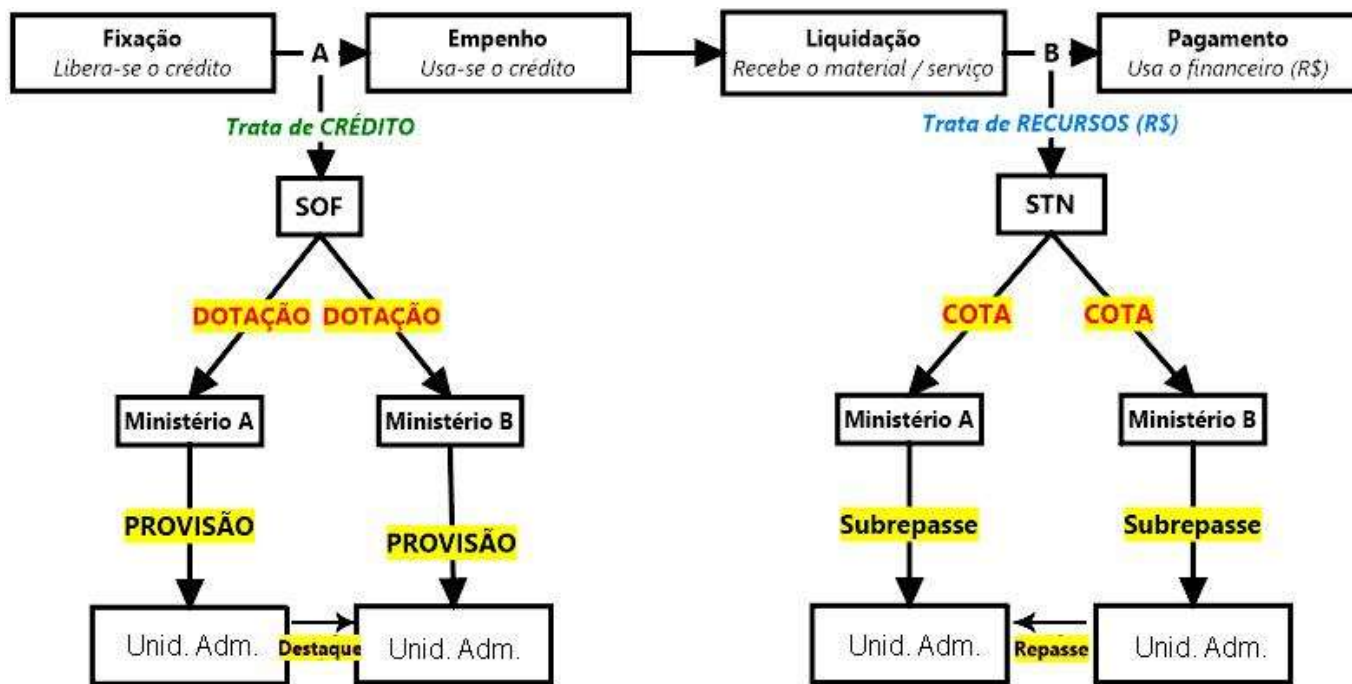 Fixação
Libera-se o crédito
A
Empenho
Usa-se o crédito
Liquidação
Recebe o material / serviço
B
Pagamento
Usa o financeiro (R$)
Trata de CRÉDITO
Trata de RECURSOS (R$)
SOF
STN
DOTAÇÃO
DOTAÇÃO
COTA
COTA
Ministério A
Ministério B
Ministério A
Ministério B
PROVISÃO
PROVISÃO
Subrepasse
Subrepasse
Unid. Adm.
Destaque
Unid. Adm.
Unid. Adm.
Repasse
Unid. Adm.